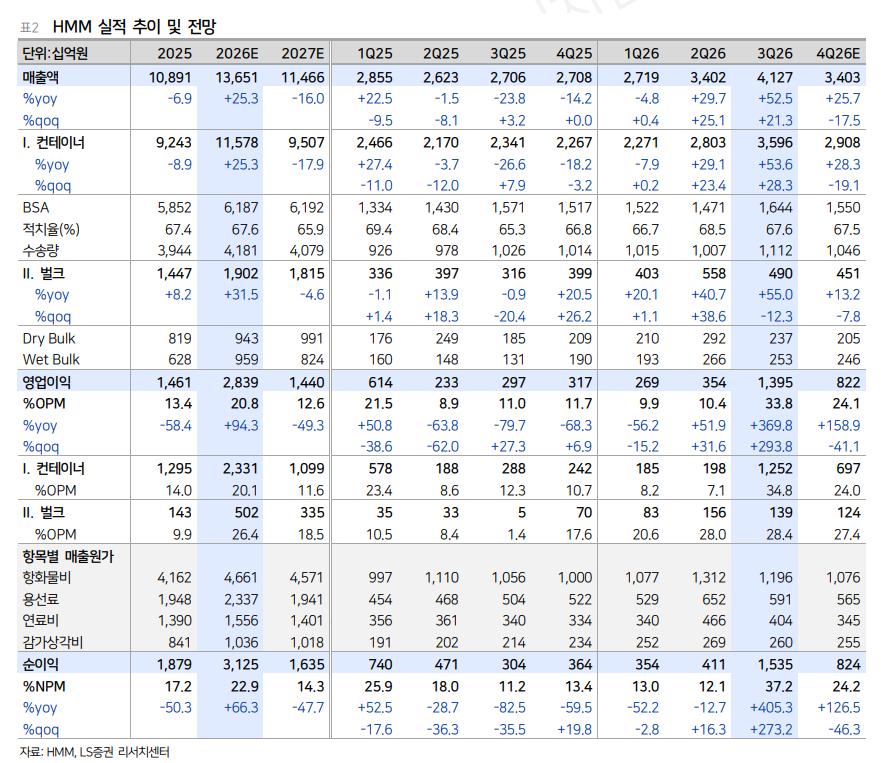 표2 HMM 실적 추이 및 전망
단위:십억원 2025 2026E 2027E 1Q25 2Q25 3Q25 4Q25 1Q26 2Q26 3Q26 4Q26E
매출액 10,891 13,651 11,466 2,855 2,623 2,706 2,708 2,719 3,402 4,127 3,403
%yoy -6.9 +25.3 -16.0 +22.5 -1.5 -23.8 -14.2 -4.8 +29.7 +52.5 +25.7
%qoq -9.5 -8.1 +3.2 +0.0 +0.4 +25.1 +21.3 -17.5
I. 컨테이너 9,243 11,578 9,507 2,466 2,170 2,341 2,267 2,271 2,803 3,596 2,908
%yoy -8.9 +25.3 -17.9 +27.4 -3.7 -26.6 -18.2 -7.9 +29.1 +53.6 +28.3
%qoq -11.0 -12.0 +7.9 -3.2 +0.2 +23.4 +28.3 -19.1
BSA 5,852 6,187 6,192 1,334 1,430 1,571 1,517 1,522 1,471 1,644 1,550
적치율(%) 67.4 67.6 65.9 69.4 68.4 65.3 66.8 66.7 68.5 67.6 67.5
수송량 3,944 4,181 4,079 926 978 1,026 1,014 1,015 1,007 1,112 1,046
II. 벌크 1,447 1,902 1,815 336 397 316 399 403 558 490 451
%yoy +8.2 +31.5 -4.6 -1.1 +13.9 -0.9 +20.5 +20.1 +40.7 +55.0 +13.2
%qoq +1.4 +18.3 -20.4 +26.2 +1.1 +38.6 -12.3 -7.8
Dry Bulk 819 943 991 176 249 185 209 210 292 237 205
Wet Bulk 628 959 824 160 148 131 190 193 266 253 246
영업이익 1,461 2,839 1,440 614 233 297 317 269 354 1,395 822
%OPM 13.4 20.8 12.6 21.5 8.9 11.0 11.7 9.9 10.4 33.8 24.1
%yoy -58.4 +94.3 -49.3 +50.8 -63.8 -79.7 -68.3 -56.2 +51.9 +369.8 +158.9
%qoq -38.6 -62.0 +27.3 +6.9 -15.2 +31.6 +293.8 -41.1
I. 컨테이너 1,295 2,331 1,099 578 188 288 242 185 198 1,252 697
%OPM 14.0 20.1 11.6 23.4 8.6 12.3 10.7 8.2 7.1 34.8 24.0
II. 벌크 143 502 335 35 33 5 70 83 156 139 124
%OPM 9.9 26.4 18.5 10.5 8.4 1.4 17.6 20.6 28.0 28.4 27.4
항목별 매출원가
항화물비 4,162 4,661 4,571 997 1,110 1,056 1,000 1,077 1,312 1,196 1,076
용선료 1,948 2,337 1,941 454 468 504 522 529 652 591 565
연료비 1,390 1,556 1,401 356 361 340 334 340 466 404 345
감가상각비 841 1,036 1,018 191 202 214 234 252 269 260 255
순이익 1,879 3,125 1,635 740 471 304 364 354 411 1,535 824
%NPM 17.2 22.9 14.3 25.9 18.0 11.2 13.4 13.0 12.1 37.2 24.2
%yoy -50.3 +66.3 -47.7 +52.5 -28.7 -82.5 -59.5 -52.2 -12.7 +405.3 +126.5
%qoq -17.6 -36.3 -35.5 +19.8 -2.8 +16.3 +273.2 -46.3
자료: HMM, LS증권 리서치센터